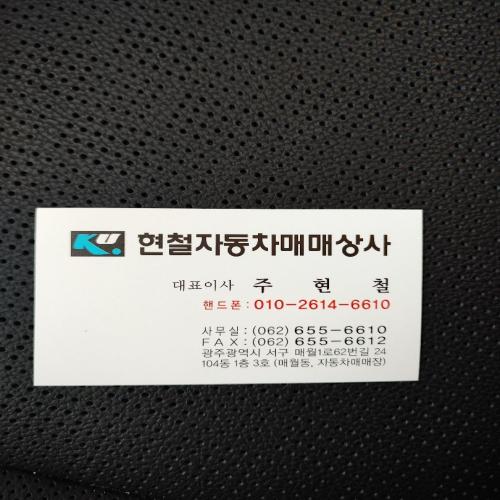 KU. 현철자동차매매상사
대표이사 주 현 철
핸드폰 : 010-2614-6610
사무실 : (062) 655-6610
FAX : (062) 655-6612
광주광역시 서구 매월1로62번길 24
104동 1층 3호 (매월동, 자동차매매장)